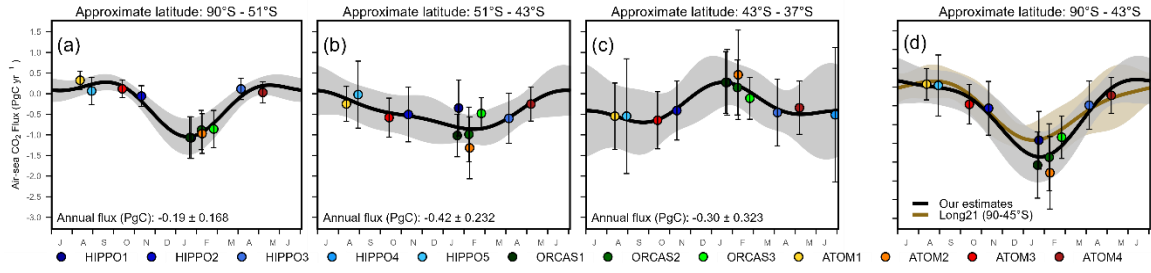 Approximate latitude: 90°S - 51°S
Approximate latitude: 51°S - 43°S
Approximate latitude: 43°S - 37°S
Approximate latitude: 90°S - 43°S
Air-sea CO₂ Flux (PgC yr⁻¹)
1.5
1.0
0.5
0.0
-0.5
-1.0
-1.5
-2.0
-2.5
-3.0
(a)
(b)
(c)
(d)
Annual flux (PgC): -0.19 ± 0.168
Annual flux (PgC): -0.42 ± 0.232
Annual flux (PgC): -0.30 ± 0.323
Our estimates
Long21 (90-45°S)
J A S O N D J F M A M J
J A S O N D J F M A M J
J A S O N D J F M A M J
J A S O N D J F M A M J
HIPPO1 HIPPO2 HIPPO3 HIPPO4 HIPPO5 ORCAS1 ORCAS2 ORCAS3 ATOM1 ATOM2 ATOM3 ATOM4